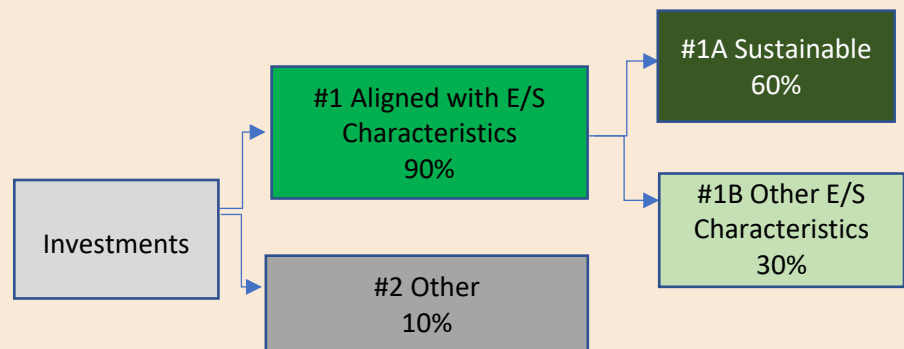 Investments
#1 Aligned with E/S
Characteristics
90%
#2 Other
10%
#1A Sustainable
60%
#1B Other E/S
Characteristics
30%